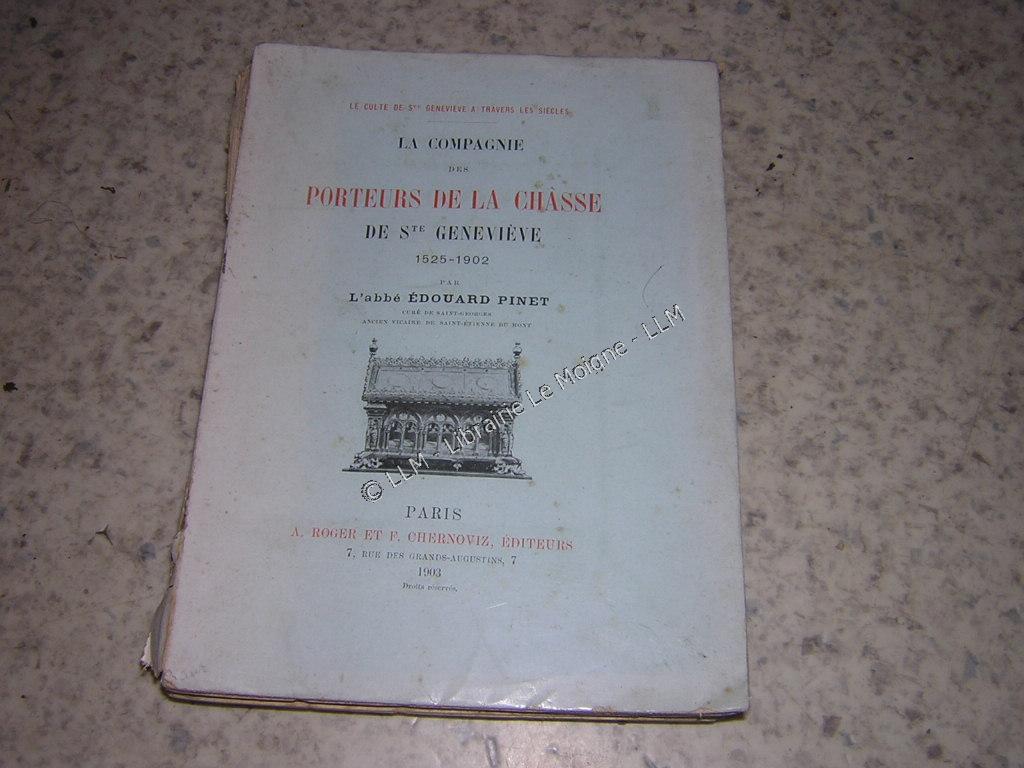 LE CULTE DE STE GENEVIÈVE A TRAVERS LES SIÈCLES
LA COMPAGNIE
DES
PORTEURS DE LA CHÂSSE
DE STE GENEVIÈVE
1525-1902
PAR
L'abbé ÉDOUARD PINET
CURÉ DE SAINT-GEORGES
ANCIEN VICAIRE DE SAINT-ÉTIENNE DU MONT
© LLM - Librairie Le Moigne - LLM
PARIS
A. ROGER ET F. CHERNOVIZ, ÉDITEURS
7, RUE DES GRANDS-AUGUSTINS, 7
1903
Droits réservés.